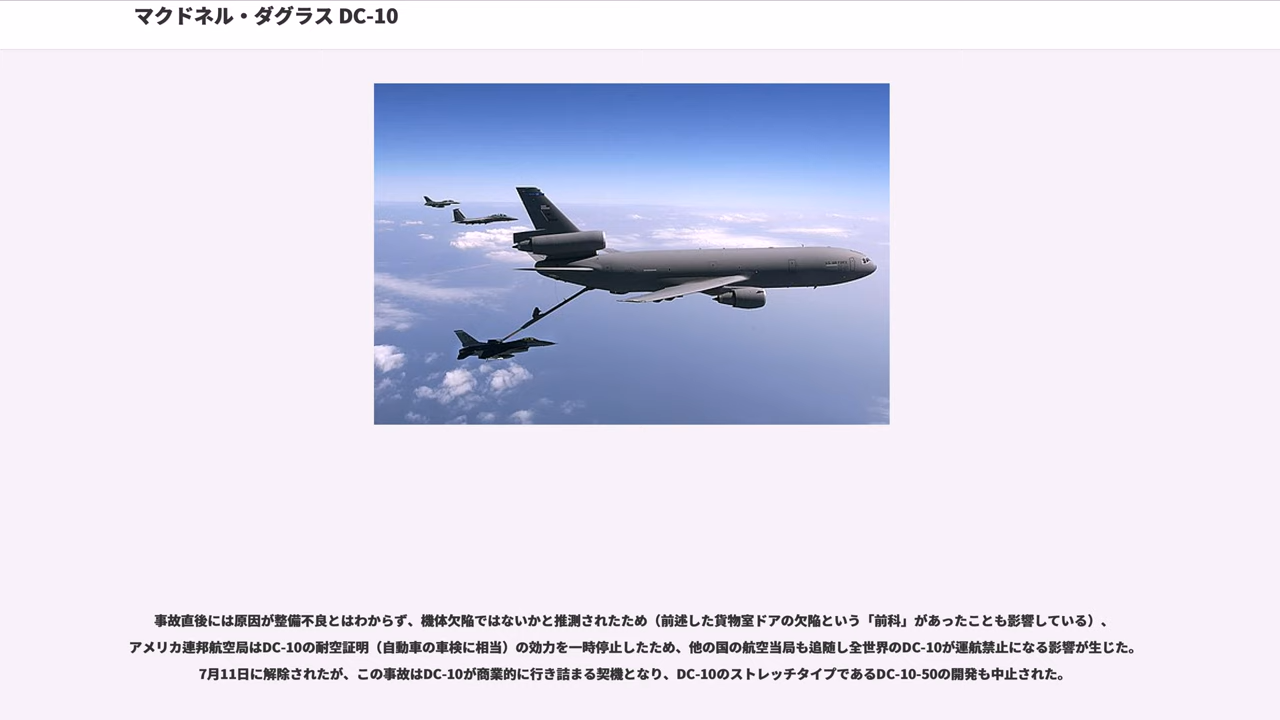 マクドネル・ダグラス DC-10
事故直後には原因が整備不良とはわからず、機体欠陥ではないかと推測されたため（前述した貨物室ドアの欠陥という「前科」があったことも影響している）、
アメリカ連邦航空局はDC-10の耐空証明（自動車の車検に相当）の効力を一時停止したため、他の国の航空当局も追随し全世界のDC-10が運航禁止になる影響が生じた。
7月11日に解除されたが、この事故はDC-10が商業的に行き詰まる契機となり、DC-10のストレッチタイプであるDC-10-50の開発も中止された。